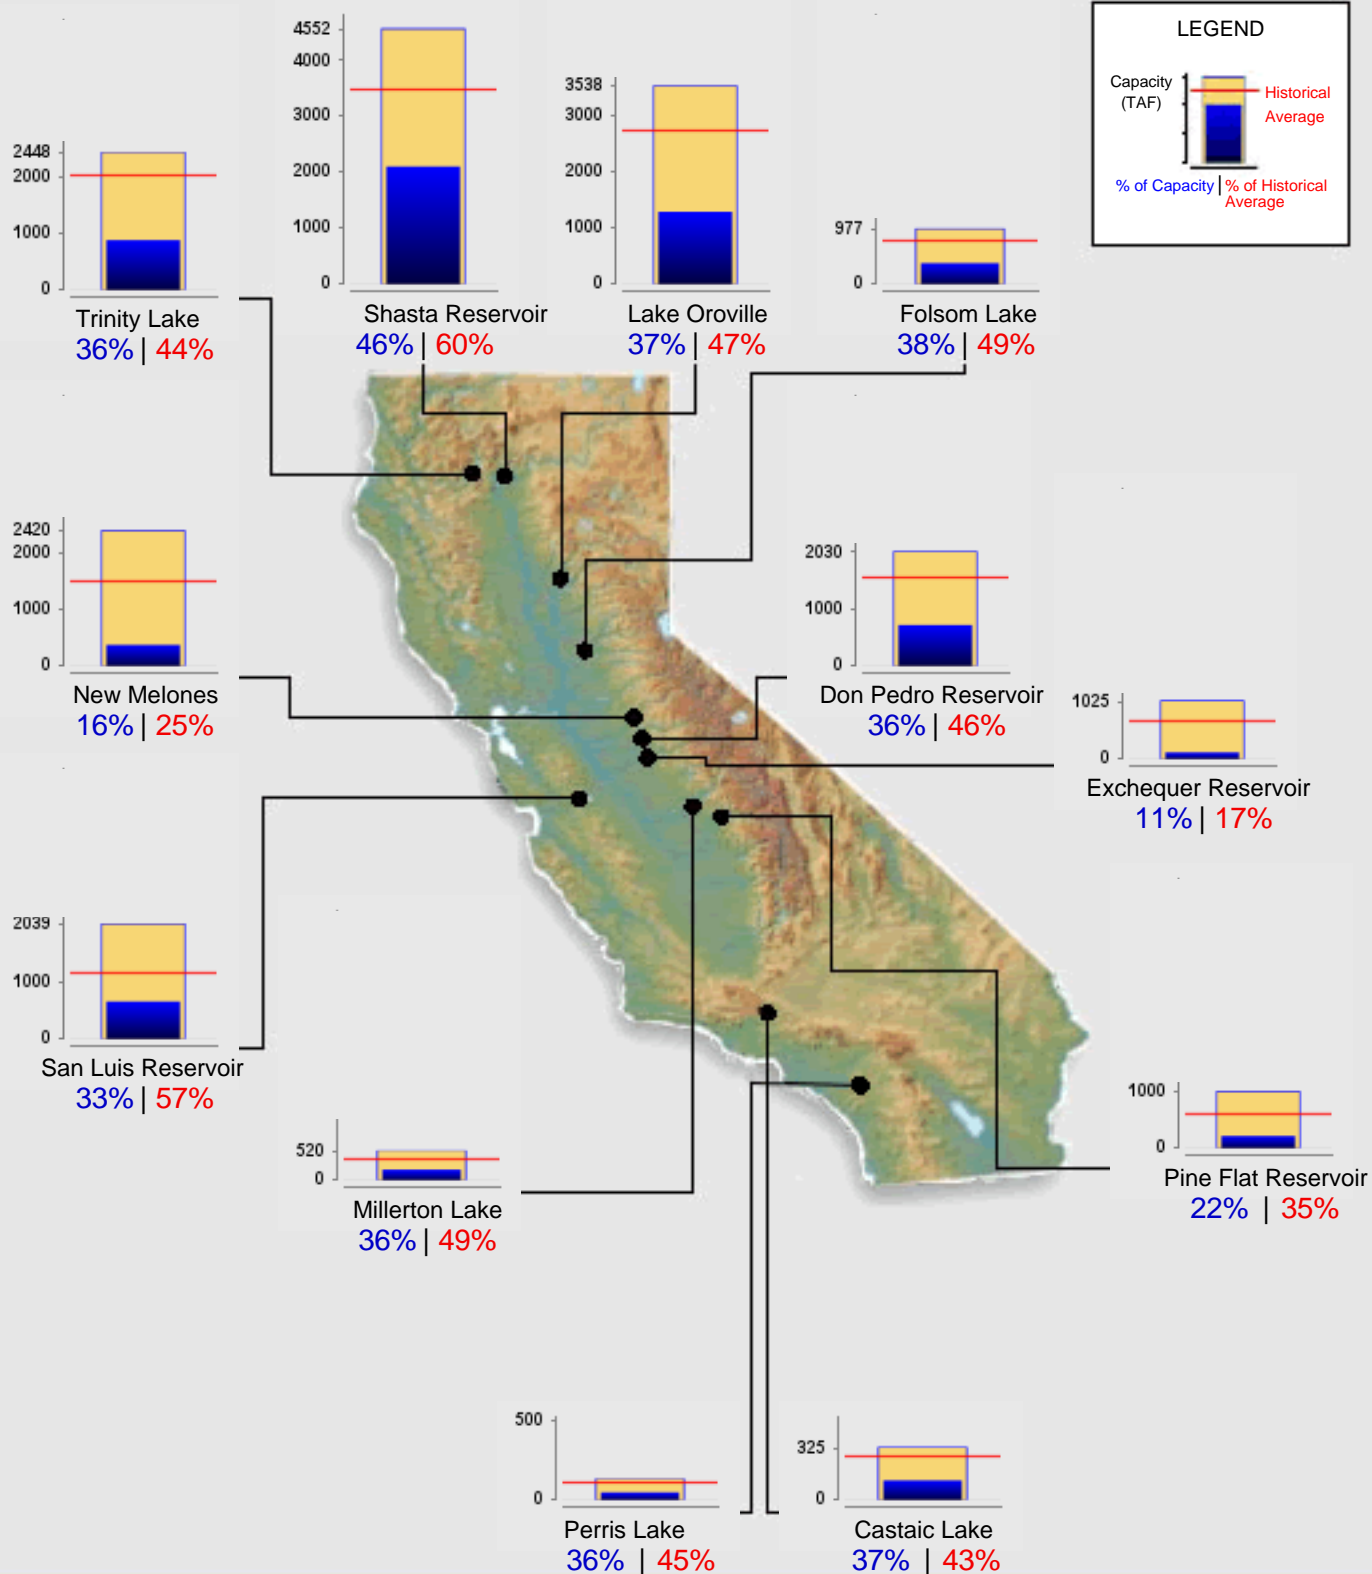 LEGEND
Capacity
(TAF)
Historical
Average
% of Capacity | % of Historical
Average
2448
2000
1000
0
Trinity Lake
36% | 44%
4552
4000
3000
2000
1000
0
Shasta Reservoir
46% | 60%
3538
3000
2000
1000
0
Lake Oroville
37% | 47%
977
0
Folsom Lake
38% | 49%
2420
2000
1000
0
New Melones
16% | 25%
2030
1000
0
Don Pedro Reservoir
36% | 46%
1025
0
Exchequer Reservoir
11% | 17%
2039
1000
0
San Luis Reservoir
33% | 57%
520
0
Millerton Lake
36% | 49%
1000
0
Pine Flat Reservoir
22% | 35%
500
0
Perris Lake
36% | 45%
325
0
Castaic Lake
37% | 43%